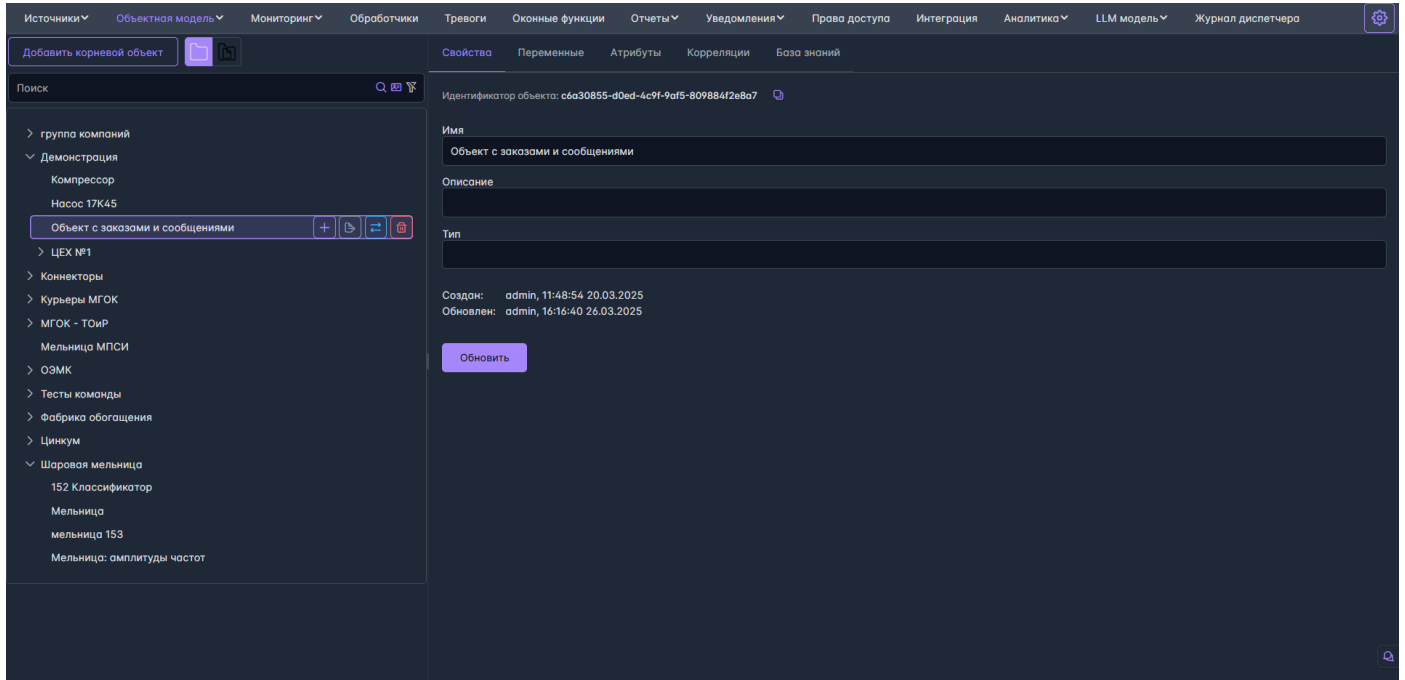 Источники Объектная модель Мониторинг Обработчики Тревоги Оконные функции Отчеты Уведомления Права доступа Интеграция Аналитика LLM модель Журнал диспетчера
Добавить корневой объект
Поиск
группа компаний
Демонстрация
Компрессор
Насос 17К45
Объект с заказами и сообщениями
ЦЕХ №1
Коннекторы
Курьеры МГОК
МГОК - ТОиР
Мельница МПСИ
ОЭМК
Тесты команды
Фабрика обогащения
Цинкум
Шаровая мельница
152 Классификатор
Мельница
мельница 153
Мельница: амплитуды частот
Свойства Переменные Атрибуты Корреляции База знаний
Идентификатор объекта: c6a30855-d0ed-4c9f-9af5-809884f2e8a7
Имя
Объект с заказами и сообщениями
Описание
Тип
Создан: admin, 11:48:54 20.03.2025
Обновлен: admin, 16:16:40 26.03.2025
Обновить